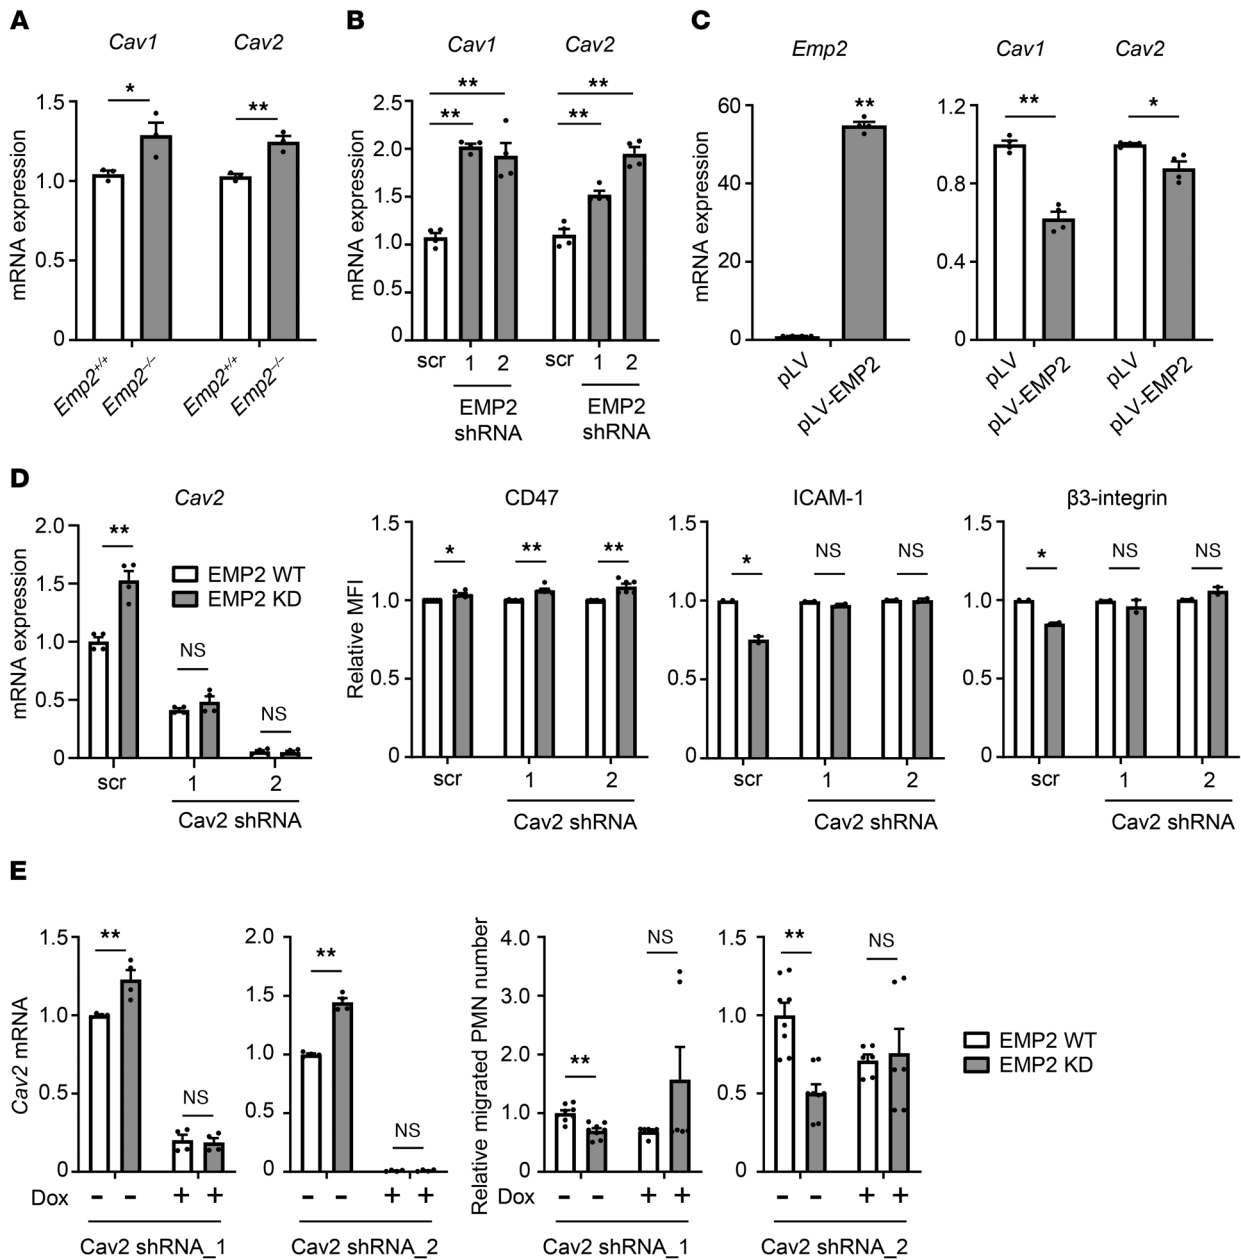 A
Cav1 Cav2
* **
mRNA expression
1.5
1.0
0.5
0
Emp2+/+ Emp2–/– Emp2+/+ Emp2–/–
B
Cav1 Cav2
** **
** **
mRNA expression
2.5
2.0
1.5
1.0
0.5
0
scr 1 2 scr 1 2
EMP2 shRNA EMP2 shRNA
C
Emp2 Cav1 Cav2
** ** *
mRNA expression
60
40
20
0
pLV pLV-EMP2
1.2
0.8
0.4
0
pLV pLV-EMP2 pLV pLV-EMP2
D
Cav2
mRNA expression
2.0
1.5
1.0
0.5
0
** NS NS
EMP2 WT
EMP2 KD
scr 1 2
Cav2 shRNA
CD47
Relative MFI
1.5
1.0
0.5
0
* ** **
scr 1 2
Cav2 shRNA
ICAM-1
1.5
1.0
0.5
0
* NS NS
scr 1 2
Cav2 shRNA
β3-integrin
1.5
1.0
0.5
0
* NS NS
scr 1 2
Cav2 shRNA
E
Cav2 mRNA
1.5
1.0
0.5
0
** NS
Dox – – + +
Cav2 shRNA_1
2.0
1.5
1.0
0.5
0
** NS
– – + +
Cav2 shRNA_2
Relative migrated PMN number
4.0
3.0
2.0
1.0
0
** NS
Dox – – + +
Cav2 shRNA_1
1.5
1.0
0.5
0
** NS
– – + +
Cav2 shRNA_2
EMP2 WT
EMP2 KD